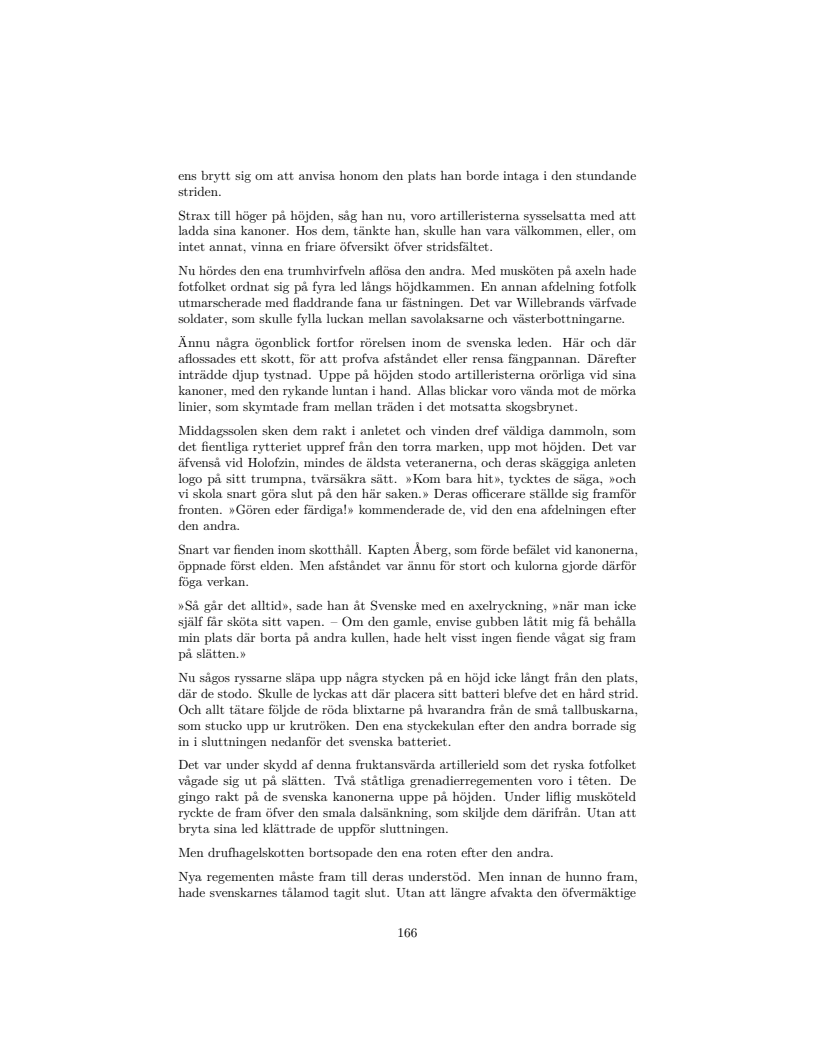 ens brytt sig om att anvisa honom den plats han borde intaga i den stundande
striden.
Strax till höger på höjden, såg han nu, voro artilleristerna sysselsatta med att
ladda sina kanoner. Hos dem, tänkte han, skulle han vara välkommen, eller, om
intet annat, vinna en friare öfversikt öfver stridsfältet.
Nu hördes den ena trumhvirfveln aflösa den andra. Med musköten på axeln hade
fotfolket ordnat sig på fyra led långs höjdkammen. En annan afdelning fotfolk
utmarscherade med fladdrande fana ur fästningen. Det var Willebrands värfvade
soldater, som skulle fylla luckan mellan savolaksarne och västerbottningarne.
Ännu några ögonblick fortfor rörelsen inom de svenska leden. Här och där
aflossades ett skott, för att profva afståndet eller rensa fängpannan. Därefter
inträdde djup tystnad. Uppe på höjden stodo artilleristerna orörliga vid sina
kanoner, med den rykande luntan i hand. Allas blickar voro vända mot de mörka
linier, som skymtade fram mellan träden i det motsatta skogsbrynet.
Middagssolen sken dem rakt i anletet och vinden dref väldiga dammoln, som
det fientliga rytteriet uppref från den torra marken, upp mot höjden. Det var
äfvenså vid Holofzin, mindes de äldsta veteranerna, och deras skäggiga anleten
logo på sitt trumpna, tvärsäkra sätt. »Kom bara hit», tycktes de säga, »och
vi skola snart göra slut på den här saken.» Deras officerare ställde sig framför
fronten. »Gören eder färdiga!» kommenderade de, vid den ena afdelningen efter
den andra.
Snart var fienden inom skotthåll. Kapten Åberg, som förde befälet vid kanonerna,
öppnade först elden. Men afståndet var ännu för stort och kulorna gjorde därför
föga verkan.
»Så går det alltid», sade han åt Svenske med en axelryckning, »när man icke
själf får sköta sitt vapen. – Om den gamle, envise gubben låtit mig få behålla
min plats där borta på andra kullen, hade helt visst ingen fiende vågat sig fram
på slätten.»
Nu sågos ryssarne släpa upp några stycken på en höjd icke långt från den plats,
där de stodo. Skulle de lyckas att där placera sitt batteri blefve det en hård strid.
Och allt tätare följde de röda blixtarne på hvarandra från de små tallbuskarna,
som stucko upp ur krutröken. Den ena styckekulan efter den andra borrade sig
in i sluttningen nedanför det svenska batteriet.
Det var under skydd af denna fruktansvärda artillerield som det ryska fotfolket
vågade sig ut på slätten. Två ståtliga grenadierregementen voro i têten. De
gingo rakt på de svenska kanonerna uppe på höjden. Under liflig musköteld
ryckte de fram öfver den smala dalsänkning, som skiljde dem därifrån. Utan att
bryta sina led klättrade de uppför sluttningen.
Men drufhagelskotten bortsopade den ena roten efter den andra.
Nya regementen måste fram till deras understöd. Men innan de hunno fram,
hade svenskarnes tålamod tagit slut. Utan att längre afvakta den öfvermäktige
166